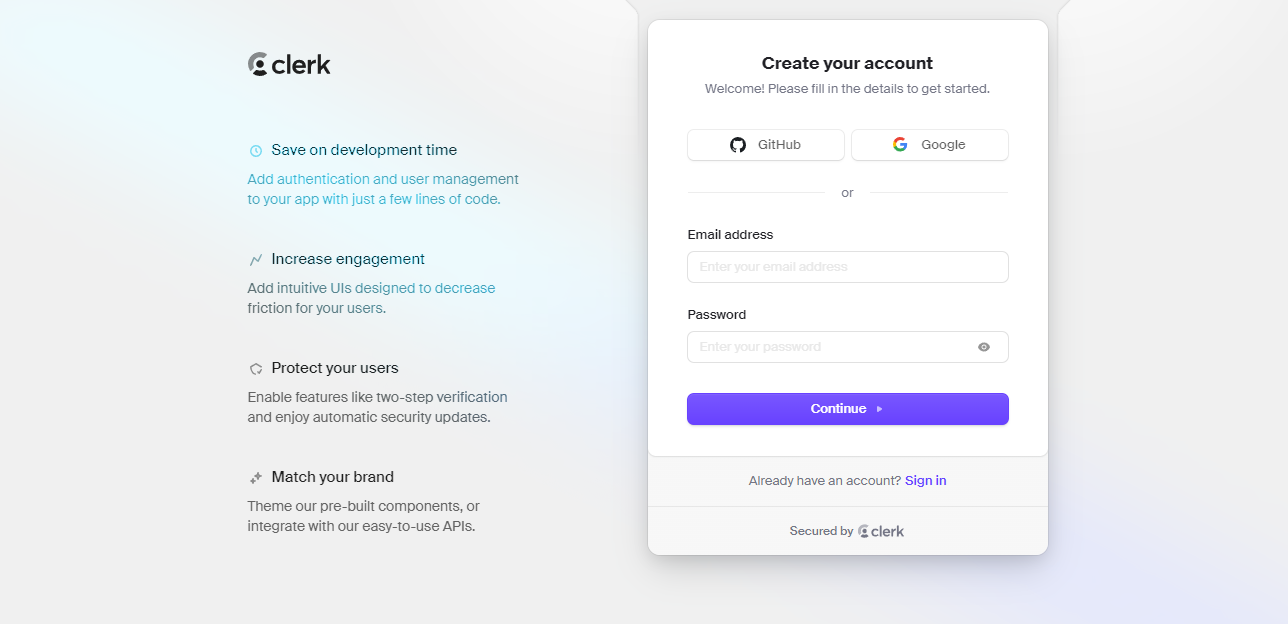 clerk
Save on development time
Add authentication and user management
to your app with just a few lines of code.
Increase engagement
Add intuitive UIs designed to decrease
friction for your users.
Protect your users
Enable features like two-step verification
and enjoy automatic security updates.
Match your brand
Theme our pre-built components, or
integrate with our easy-to-use APIs.
Create your account
Welcome! Please fill in the details to get started.
GitHub
Google
or
Email address
Enter your email address
Password
Enter your password
Continue
Already have an account? Sign in
Secured by clerk